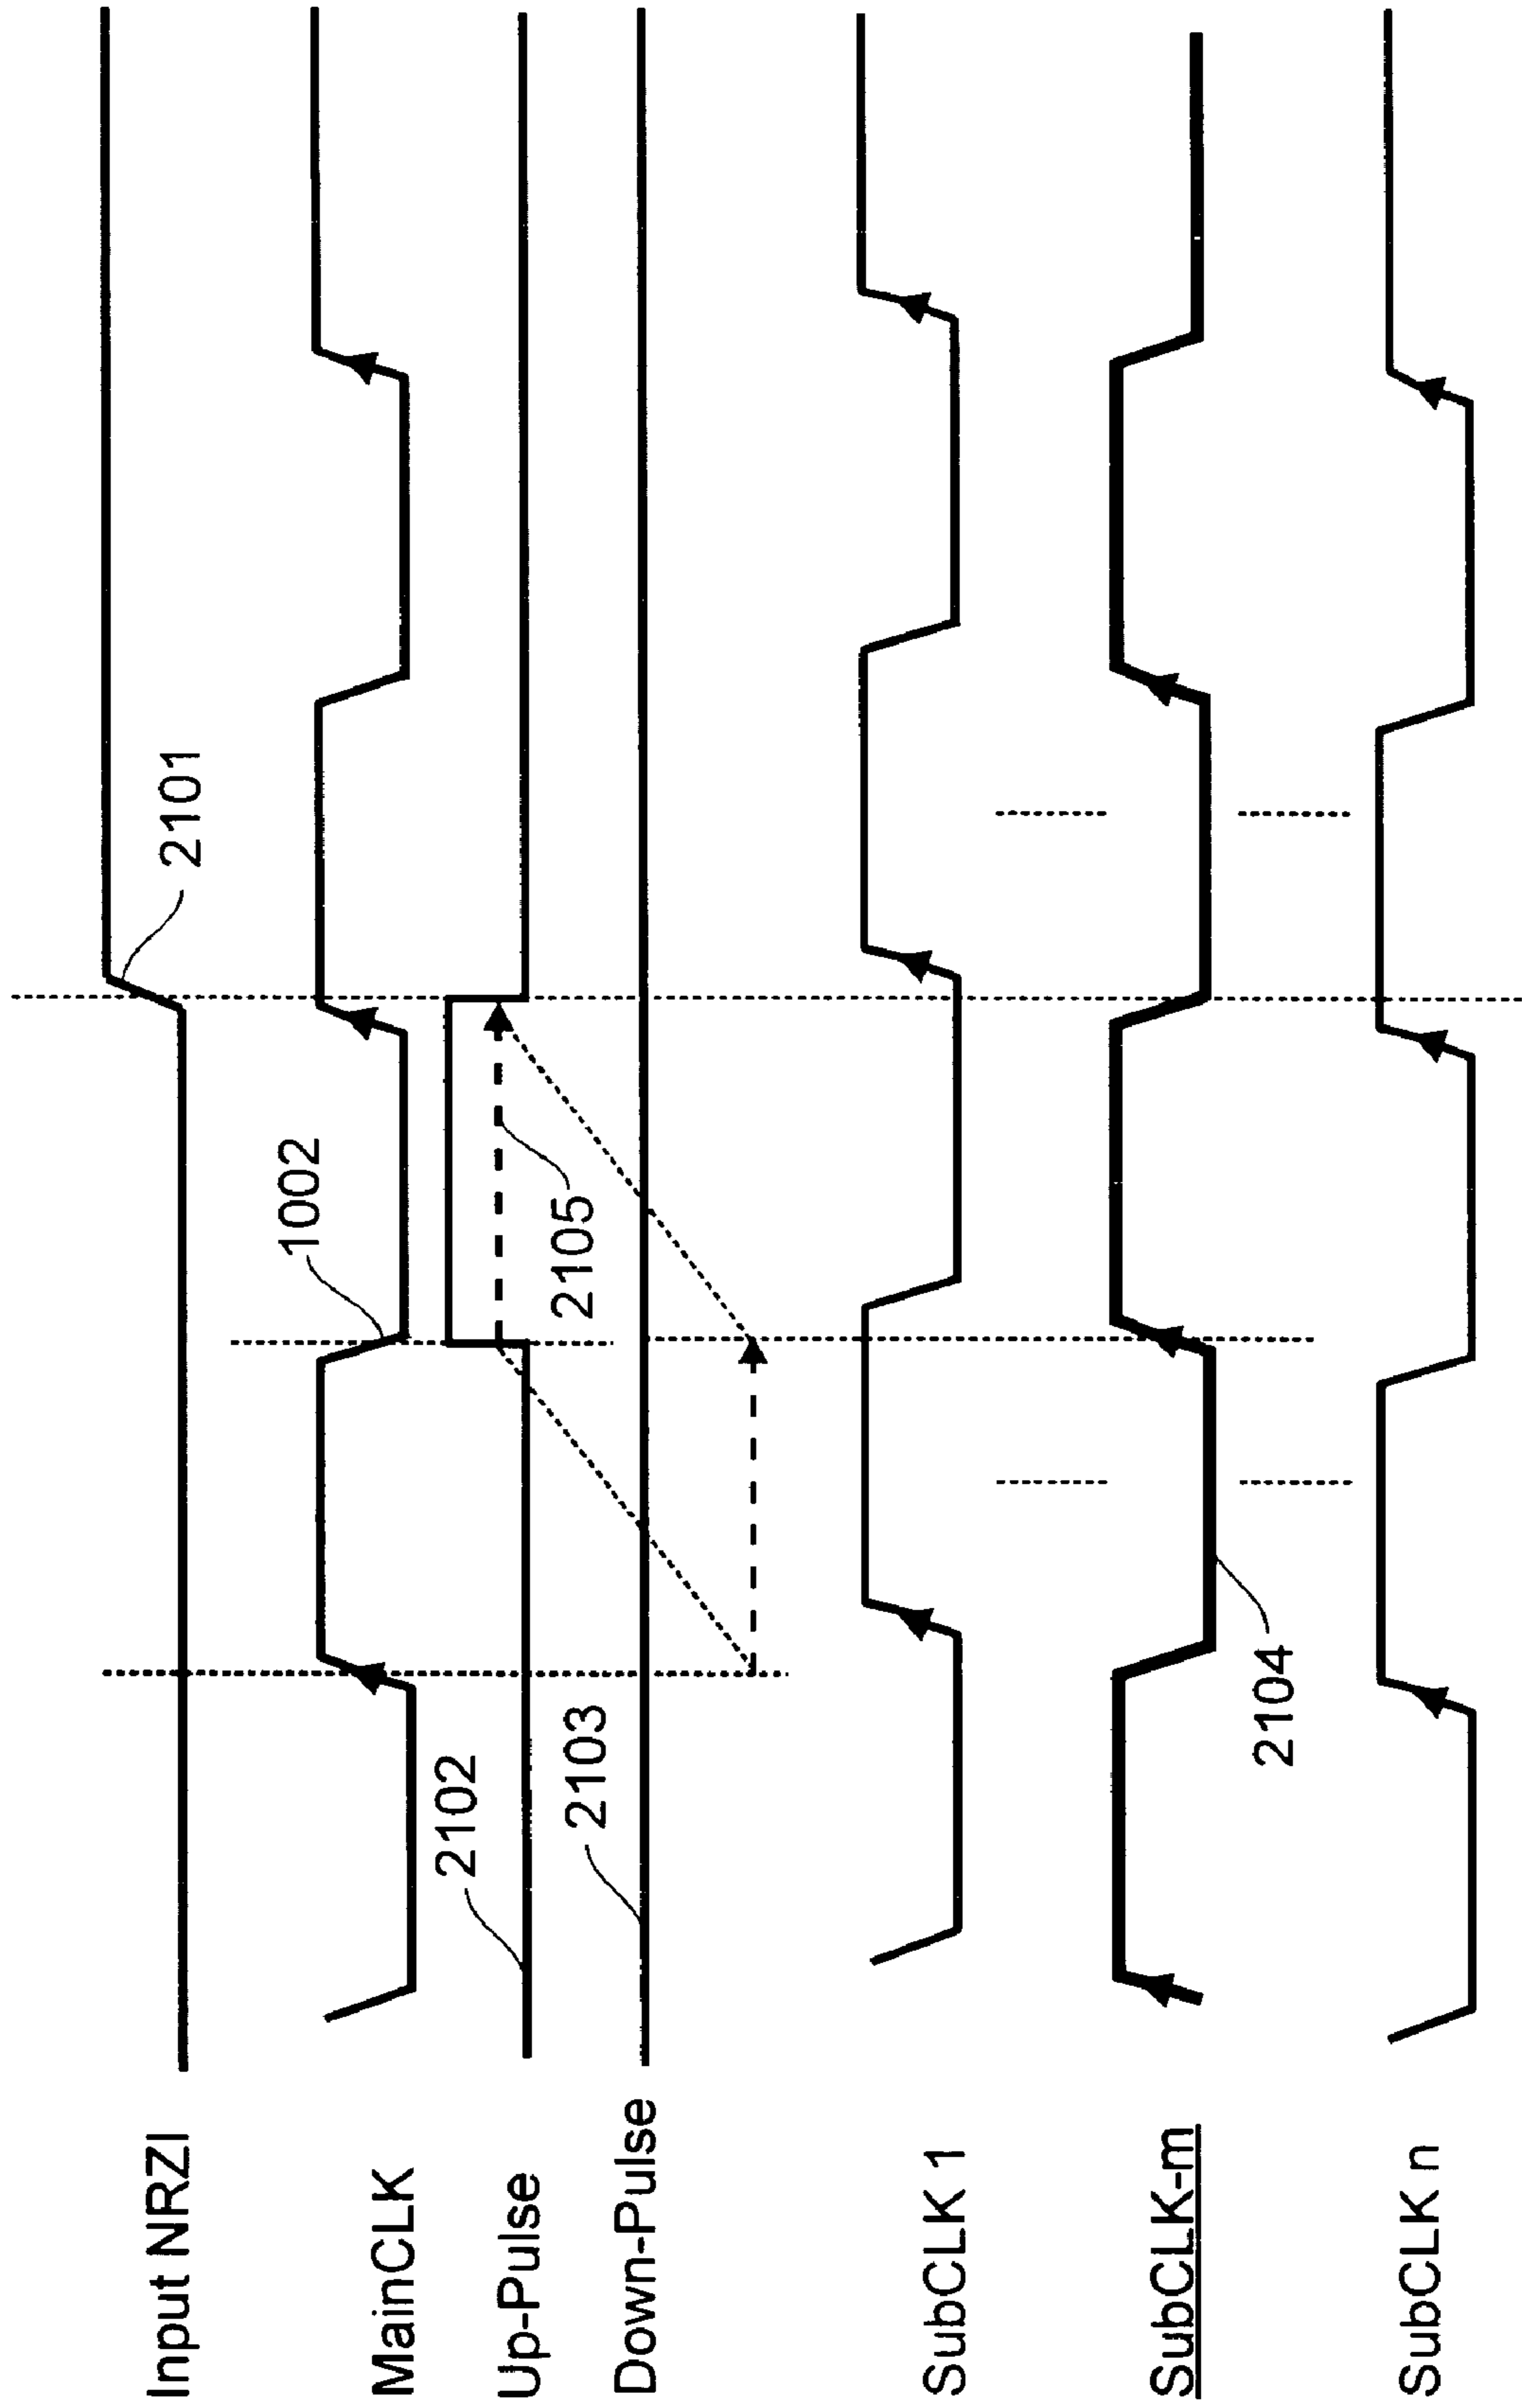 Input NRZI
2101
MainCLK
1002
Up-Pulse
2102
2105
Down-Pulse
2103
SubCLK 1
SubCLK-m
2104
SubCLK n